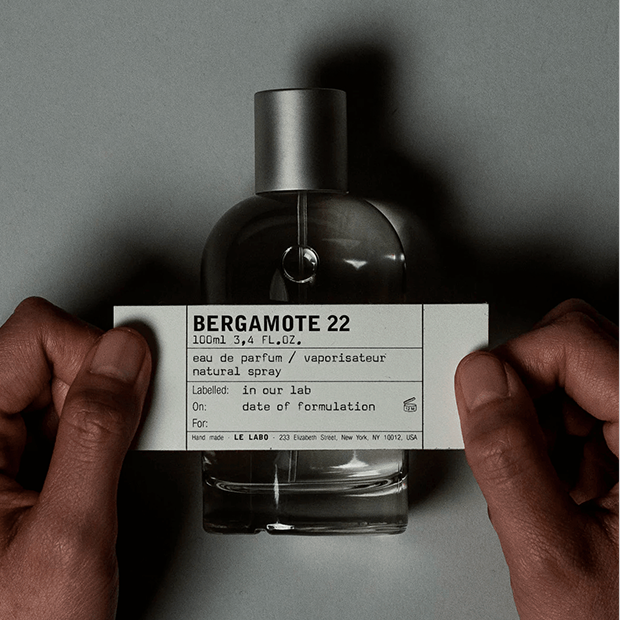 BERGAMOTE 22
100ml 3,4 FL.OZ.
eau de parfum / vaporisateur
natural spray
Labelled: in our lab
On: date of formulation
For:
Hand made - LE LABO - 233 Elizabeth Street, New York, NY 10012, USA